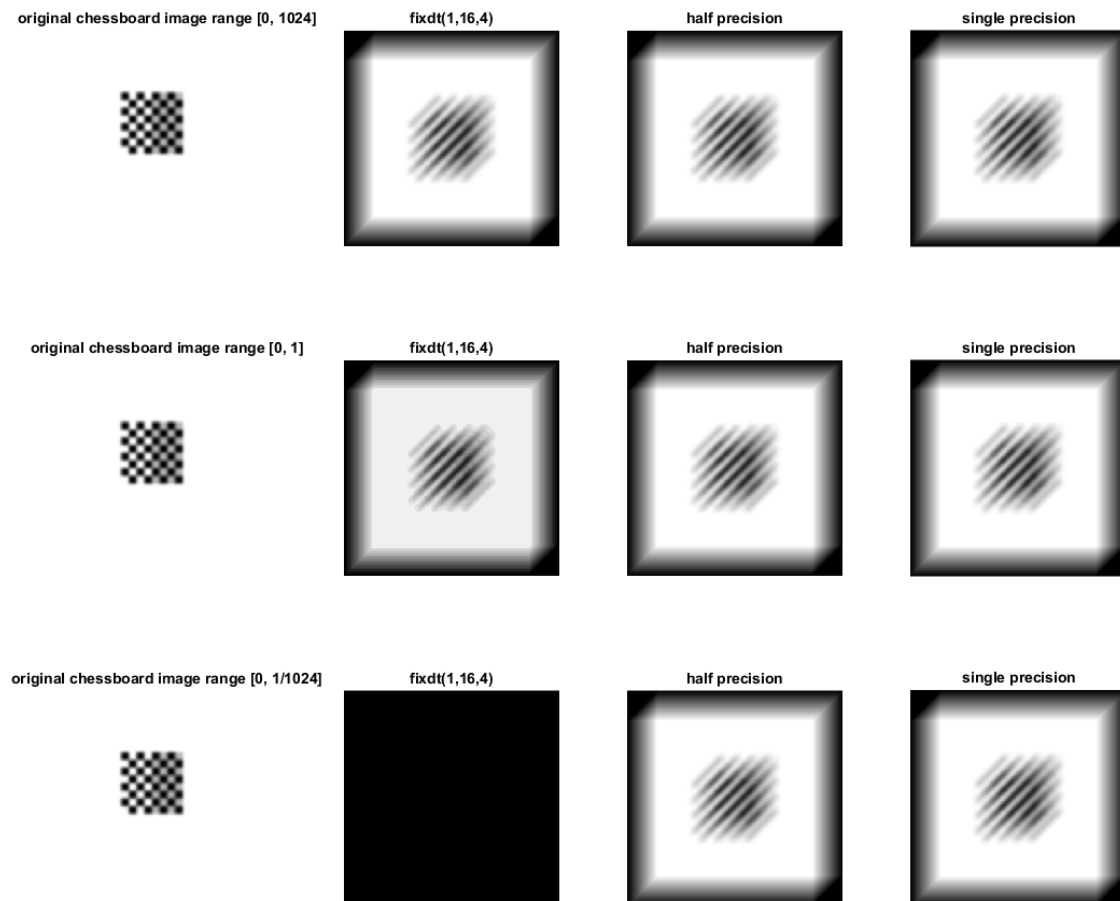 original chessboard image range [0, 1024]
fixdt(1,16,4)
half precision
single precision
original chessboard image range [0, 1]
fixdt(1,16,4)
half precision
single precision
original chessboard image range [0, 1/1024]
fixdt(1,16,4)
half precision
single precision